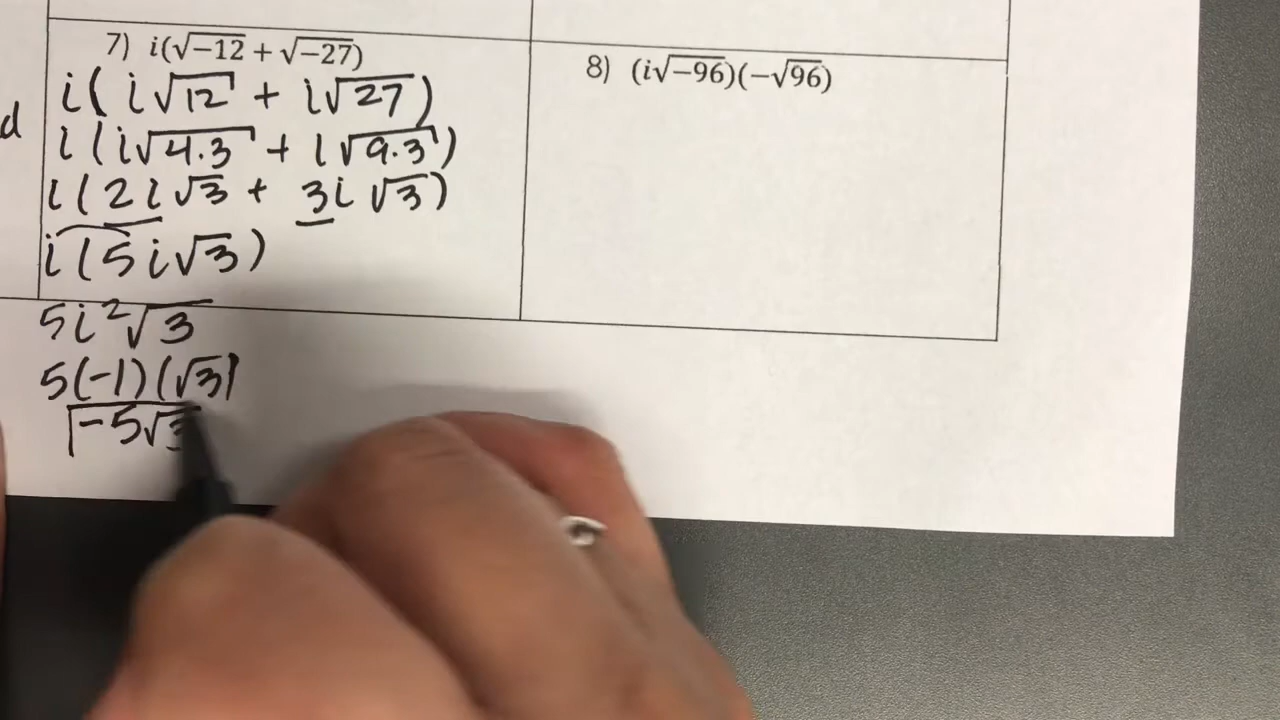 7) i(√−12 + √−27)
i( i√12 + i√27)
i(i√4.3 + i√9.3)
i(2i√3 + 3i√3)
i(5i√3)
5i²√3
5(-1)(√3)
-5√3
d
8) (i√−96)(−√96)